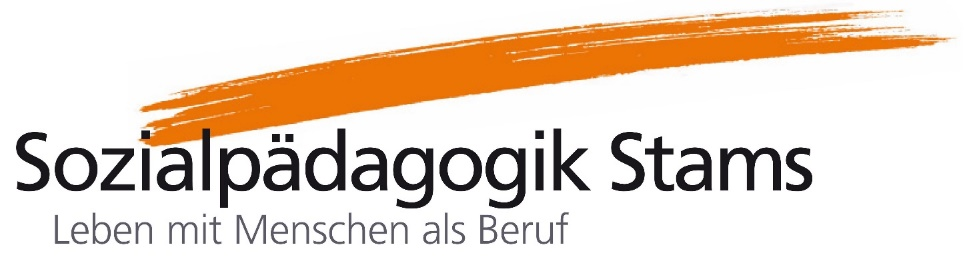 Sozialpädagogik Stams
Leben mit Menschen als Beruf